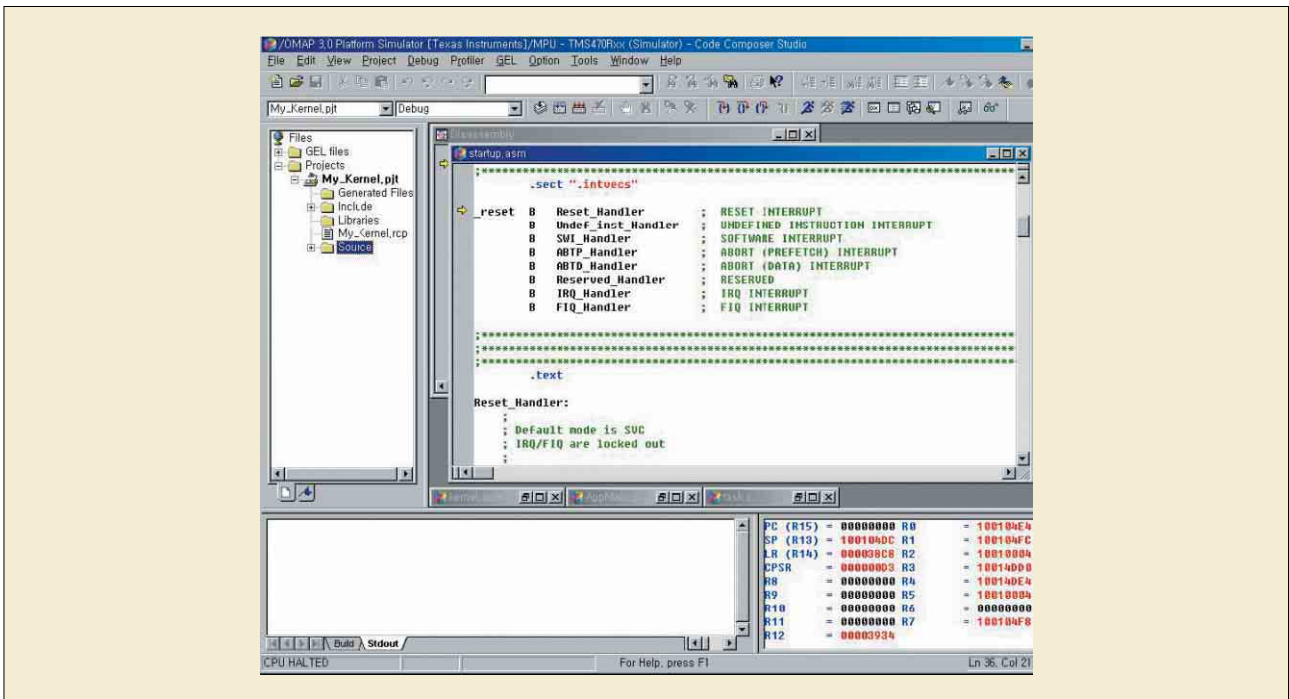 /OMAP 3,0 Platform Simulator [Texas Instruments]/MPU - TMS470Rxx (Simulator) - Code Composer Studio
File Edit View Project Debug Profiler GEL Option Tools Window Help
My_Kernel.pjt Debug
Files
GEL files
Projects
My_Kernel,pjt
Generated Files
Include
Libraries
My_Kernel,rcp
Source
Disassembly
startup,asm
;*******************************************************************************
.sect ".intvecs"
_reset B Reset_Handler ; RESET INTERRUPT
B Undef_inst_Handler ; UNDEFINED INSTRUCTION INTERRUPT
B SWI_Handler ; SOFTWARE INTERRUPT
B ABTP_Handler ; ABORT (PREFETCH) INTERRUPT
B ABTD_Handler ; ABORT (DATA) INTERRUPT
B Reserved_Handler ; RESERVED
B IRQ_Handler ; IRQ INTERRUPT
B FIQ_Handler ; FIQ INTERRUPT
;*******************************************************************************
;*******************************************************************************
;*******************************************************************************
.text
Reset_Handler:
;
; Default mode is SVC
; IRQ/FIQ are locked out
;
PC (R15) = 00000000 R0 = 100104E4
SP (R13) = 100104DC R1 = 100104FC
LR (R14) = 000038C8 R2 = 10010004
CPSR = 000000D3 R3 = 10014DD0
R8 = 00000000 R4 = 10014DE4
R9 = 00000000 R5 = 10010004
R10 = 00000000 R6 = 00000000
R11 = 00000000 R7 = 100104F8
R12 = 00003934
Build Stdout
CPU HALTED For Help, press F1 Ln 36, Col 21